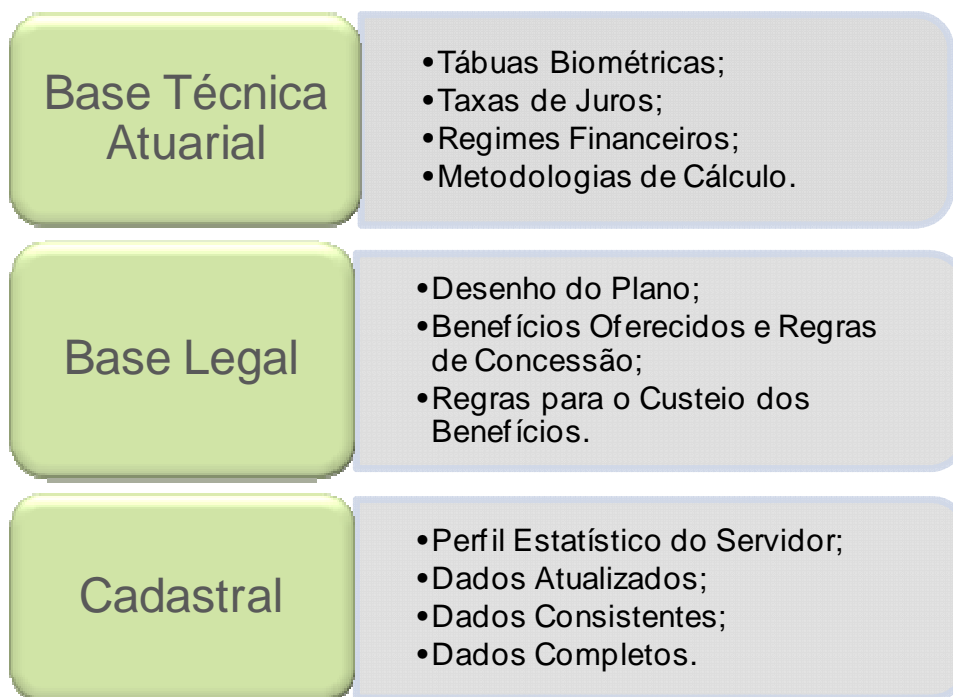 Base Técnica
Atuarial
•Tábuas Biométricas;
•Taxas de Juros;
•Regimes Financeiros;
•Metodologias de Cálculo.
Base Legal
•Desenho do Plano;
•Benefícios Oferecidos e Regras
de Concessão;
•Regras para o Custeio dos
Benefícios.
Cadastral
•Perfil Estatístico do Servidor;
•Dados Atualizados;
•Dados Consistentes;
•Dados Completos.